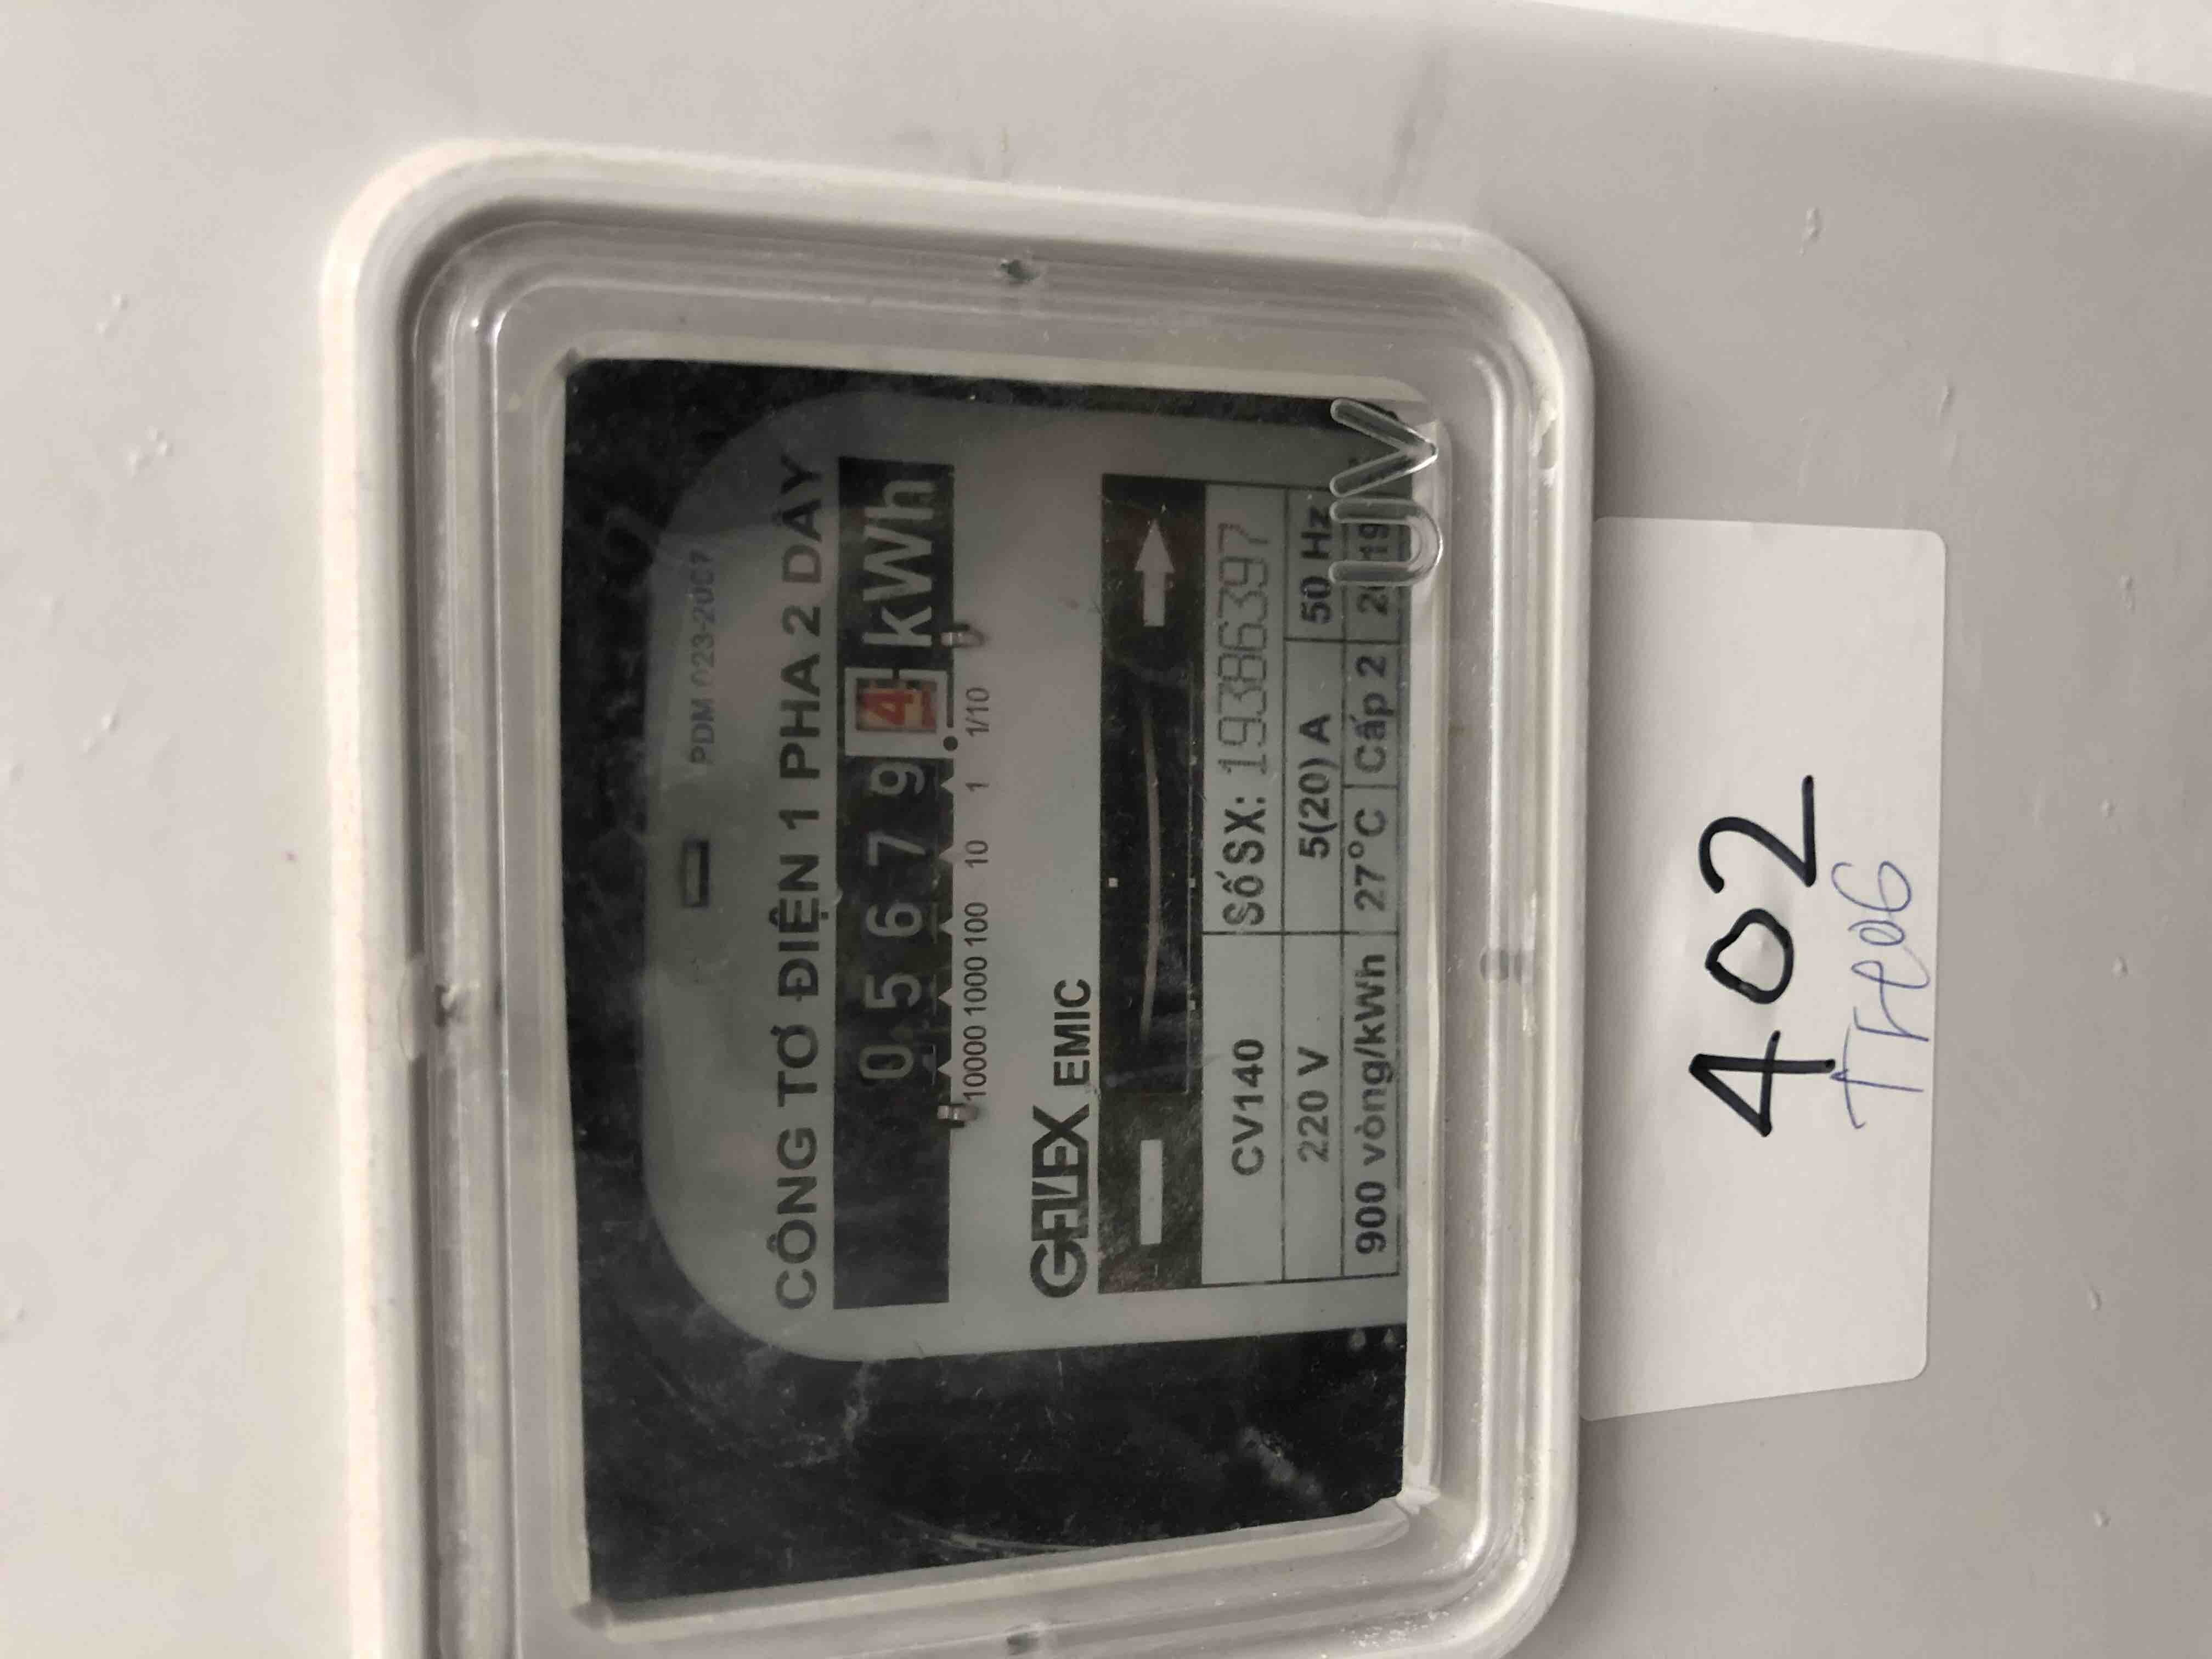 PDM 023-2007
CÔNG TƠ ĐIỆN 1 PHA 2 DÂY
0 5 6 7 9 4 kWh
10000 1000 100 10 1 1/10
GELEX EMIC
CV140 Số SX: 19386397
220 V 5(20) A 50 Hz
900 vòng/kWh 27°C Cấp 2 2019
UV
402